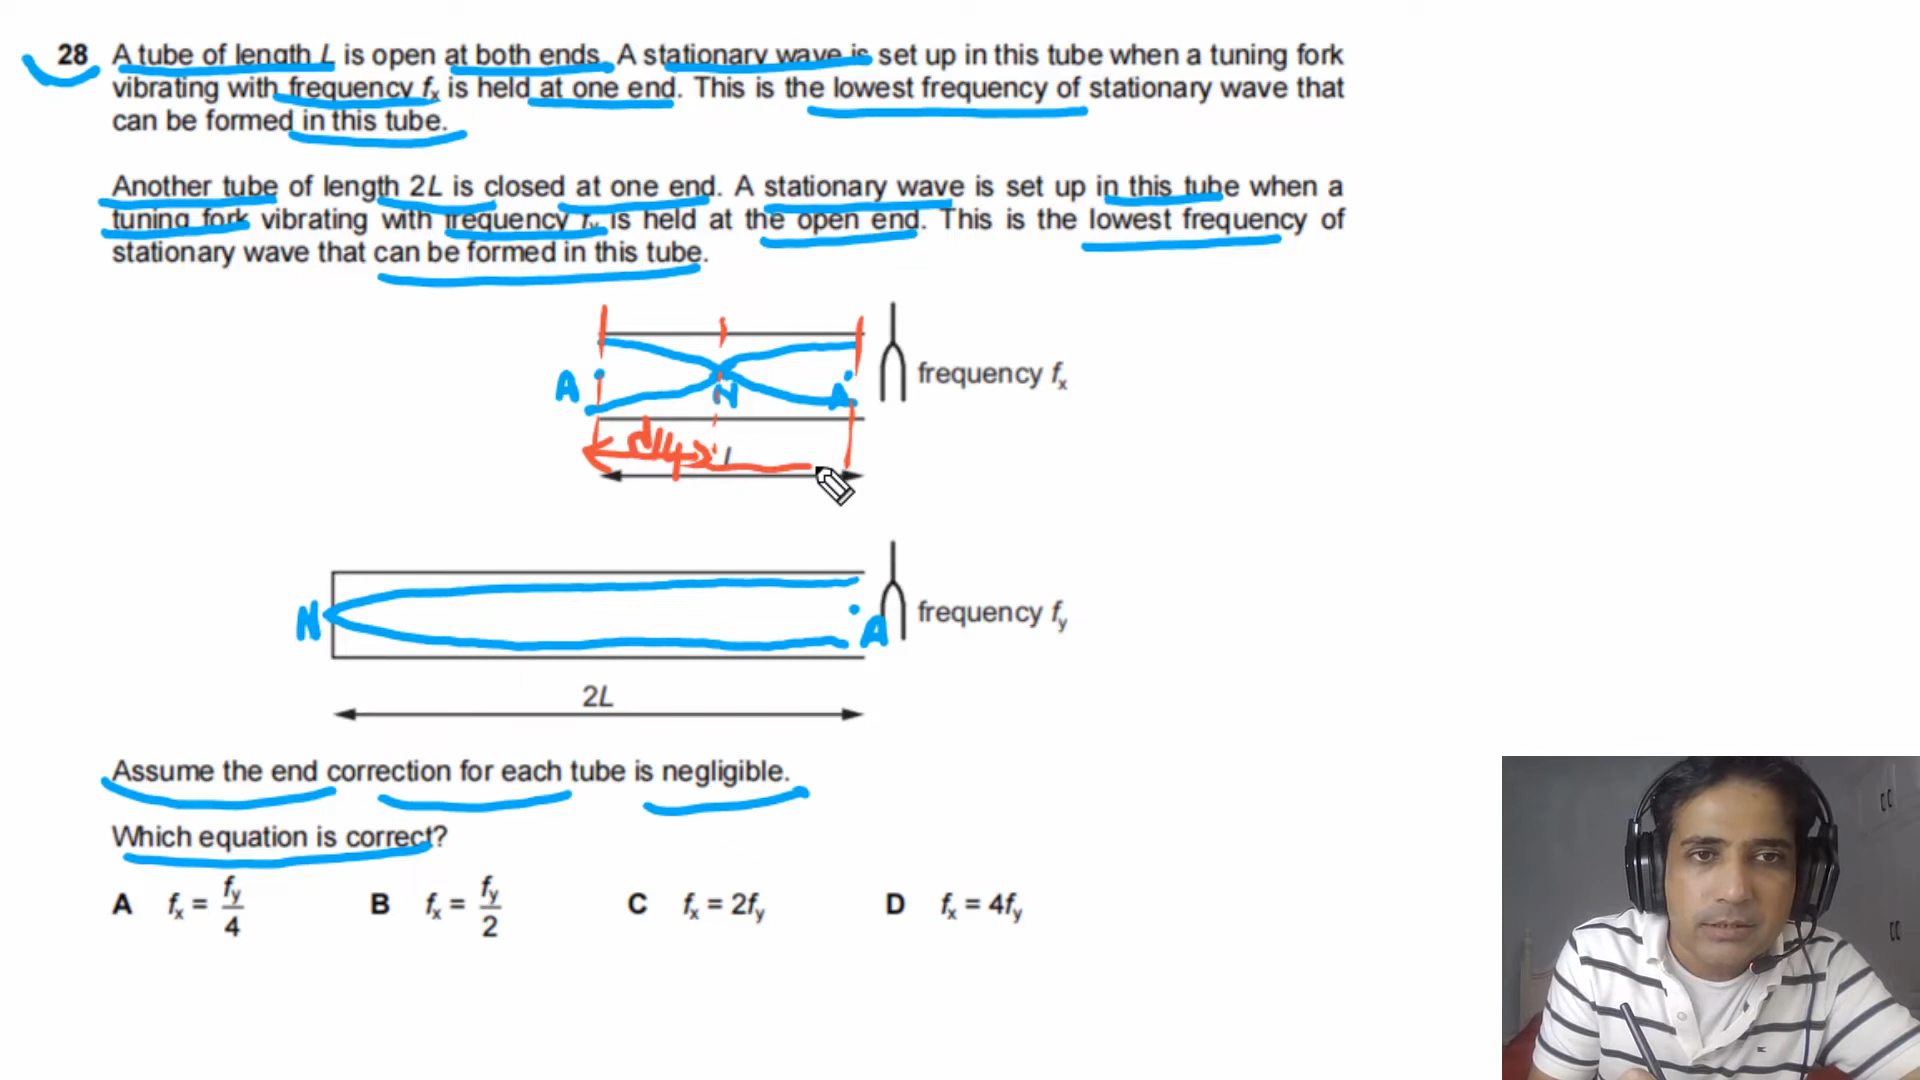 28 A tube of length L is open at both ends. A stationary wave is set up in this tube when a tuning fork
vibrating with frequency fx is held at one end. This is the lowest frequency of stationary wave that
can be formed in this tube.
Another tube of length 2L is closed at one end. A stationary wave is set up in this tube when a
tuning fork vibrating with frequency fy is held at the open end. This is the lowest frequency of
stationary wave that can be formed in this tube.
A N A frequency fx
L
N A frequency fy
2L
Assume the end correction for each tube is negligible.
Which equation is correct?
A fx = fy/4 B fx = fy/2 C fx = 2fy D fx = 4fy